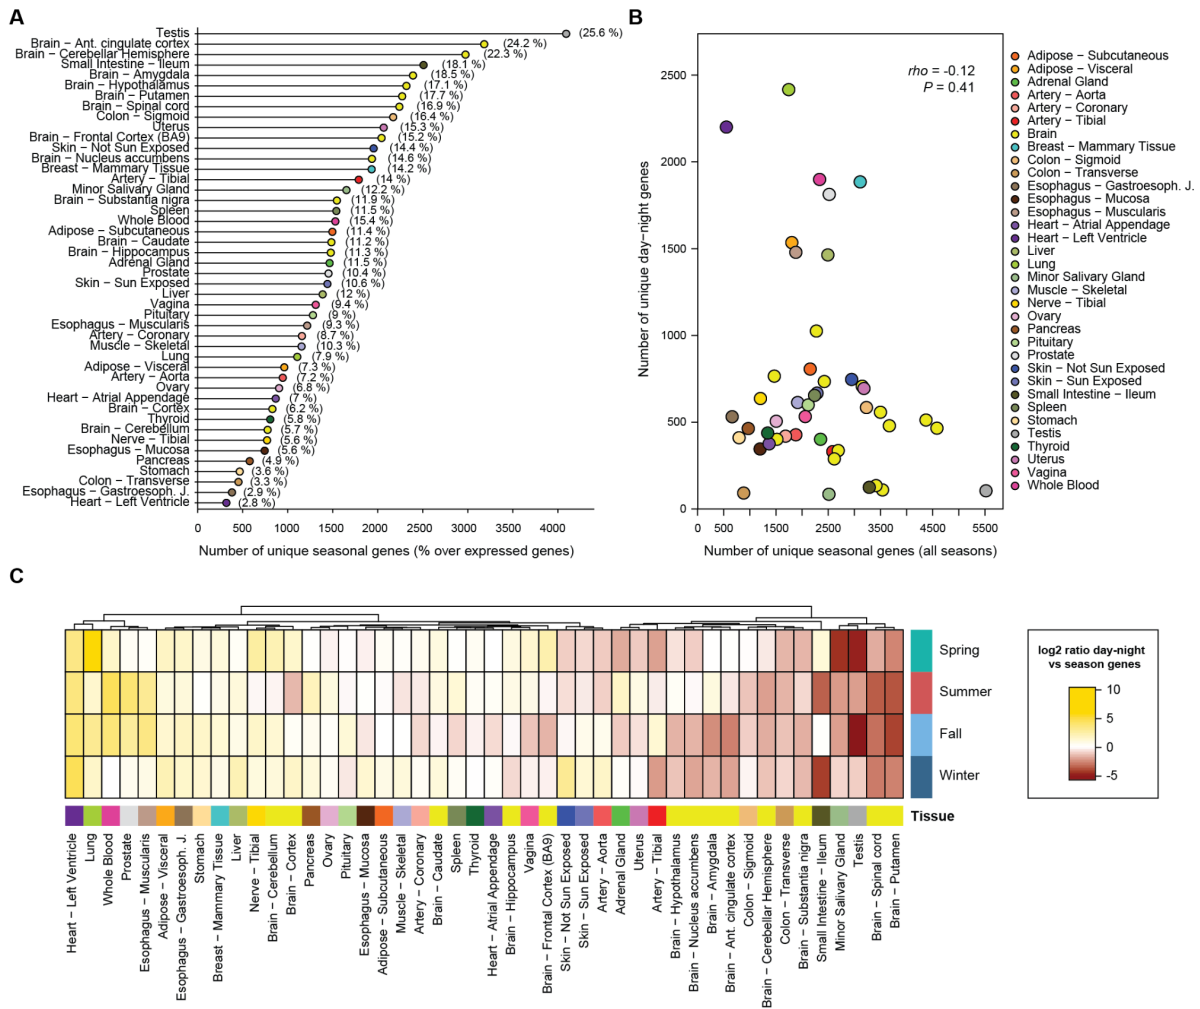 A
Testis (25.6 %)
Brain − Ant. cingulate cortex (24.2 %)
Brain − Cerebellar Hemisphere (22.3 %)
Small Intestine − Ileum (18.1 %)
Brain − Amygdala (18.5 %)
Brain − Hypothalamus (17.1 %)
Brain − Putamen (17.7 %)
Brain − Spinal cord (16.9 %)
Colon − Sigmoid (16.4 %)
Uterus (15.3 %)
Brain − Frontal Cortex (BA9) (15.2 %)
Skin − Not Sun Exposed (14.4 %)
Brain − Nucleus accumbens (14.6 %)
Breast − Mammary Tissue (14.2 %)
Artery − Tibial (14 %)
Minor Salivary Gland (12.2 %)
Brain − Substantia nigra (11.9 %)
Spleen (11.5 %)
Whole Blood (15.4 %)
Adipose − Subcutaneous (11.4 %)
Brain − Caudate (11.2 %)
Brain − Hippocampus (11.3 %)
Adrenal Gland (11.5 %)
Prostate (10.4 %)
Skin − Sun Exposed (10.6 %)
Liver (12 %)
Vagina (9.4 %)
Pituitary (9 %)
Esophagus − Muscularis (9.3 %)
Artery − Coronary (8.7 %)
Muscle − Skeletal (10.3 %)
Lung (7.9 %)
Adipose − Visceral (7.3 %)
Artery − Aorta (7.2 %)
Ovary (6.8 %)
Heart − Atrial Appendage (7 %)
Brain − Cortex (6.2 %)
Thyroid (5.8 %)
Brain − Cerebellum (5.7 %)
Nerve − Tibial (5.6 %)
Esophagus − Mucosa (5.6 %)
Pancreas (4.9 %)
Stomach (3.6 %)
Colon − Transverse (3.3 %)
Esophagus − Gastroesoph. J. (2.9 %)
Heart − Left Ventricle (2.8 %)
0 500 1000 1500 2000 2500 3000 3500 4000
Number of unique seasonal genes (% over expressed genes)
B
rho = -0.12
P = 0.41
2500
2000
1500
1000
500
0
Number of unique day−night genes
0 500 1500 2500 3500 4500 5500
Number of unique seasonal genes (all seasons)
Adipose − Subcutaneous
Adipose − Visceral
Adrenal Gland
Artery − Aorta
Artery − Coronary
Artery − Tibial
Brain
Breast − Mammary Tissue
Colon − Sigmoid
Colon − Transverse
Esophagus − Gastroesoph. J.
Esophagus − Mucosa
Esophagus − Muscularis
Heart − Atrial Appendage
Heart − Left Ventricle
Liver
Lung
Minor Salivary Gland
Muscle − Skeletal
Nerve − Tibial
Ovary
Pancreas
Pituitary
Prostate
Skin − Not Sun Exposed
Skin − Sun Exposed
Small Intestine − Ileum
Spleen
Stomach
Testis
Thyroid
Uterus
Vagina
Whole Blood
C
Spring
Summer
Fall
Winter
Tissue
Heart − Left Ventricle
Lung
Whole Blood
Prostate
Esophagus − Muscularis
Adipose − Visceral
Esophagus − Gastroesoph. J.
Stomach
Breast − Mammary Tissue
Liver
Nerve − Tibial
Brain − Cerebellum
Brain − Cortex
Pancreas
Ovary
Pituitary
Esophagus − Mucosa
Adipose − Subcutaneous
Muscle − Skeletal
Artery − Coronary
Brain − Caudate
Spleen
Thyroid
Heart − Atrial Appendage
Brain − Hippocampus
Vagina
Brain − Frontal Cortex (BA9)
Skin − Not Sun Exposed
Skin − Sun Exposed
Artery − Aorta
Adrenal Gland
Uterus
Artery − Tibial
Brain − Hypothalamus
Brain − Nucleus accumbens
Brain − Amygdala
Brain − Ant. cingulate cortex
Colon − Sigmoid
Brain − Cerebellar Hemisphere
Colon − Transverse
Brain − Substantia nigra
Small Intestine − Ileum
Minor Salivary Gland
Testis
Brain − Spinal cord
Brain − Putamen
log2 ratio day-night
vs season genes
10
5
0
-5